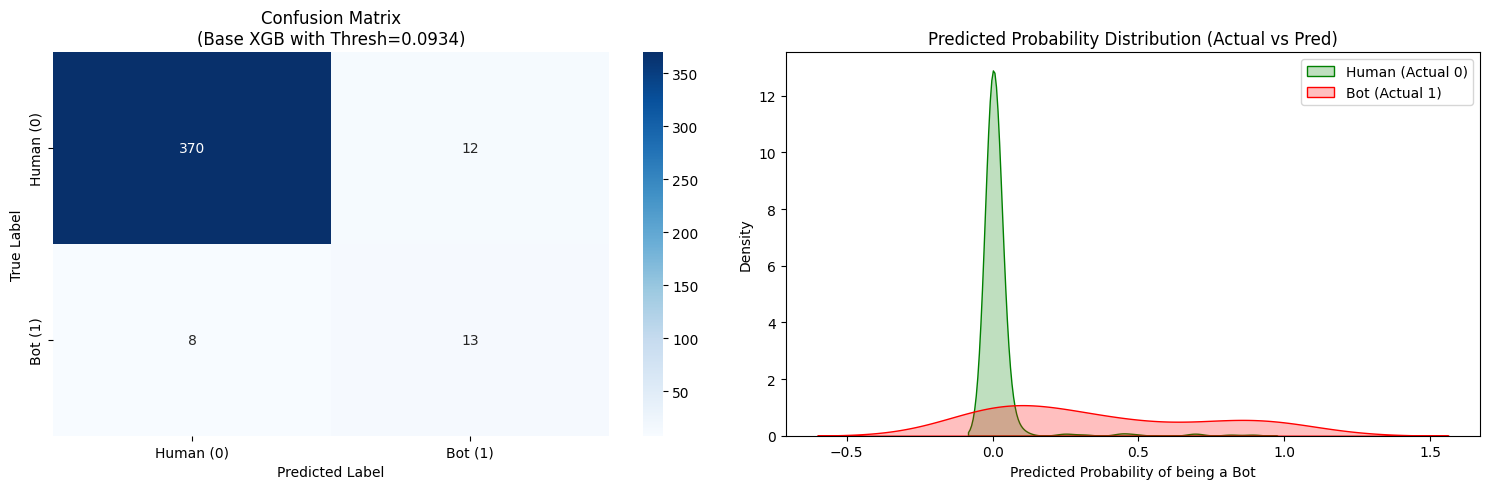 Confusion Matrix
(Base XGB with Thresh=0.0934)
Human (0)
Bot (1)
True Label
370
12
8
13
Human (0)
Bot (1)
Predicted Label
350
300
250
200
150
100
50
Predicted Probability Distribution (Actual vs Pred)
Human (Actual 0)
Bot (Actual 1)
Density
12
10
8
6
4
2
0
−0.5
0.0
0.5
1.0
1.5
Predicted Probability of being a Bot